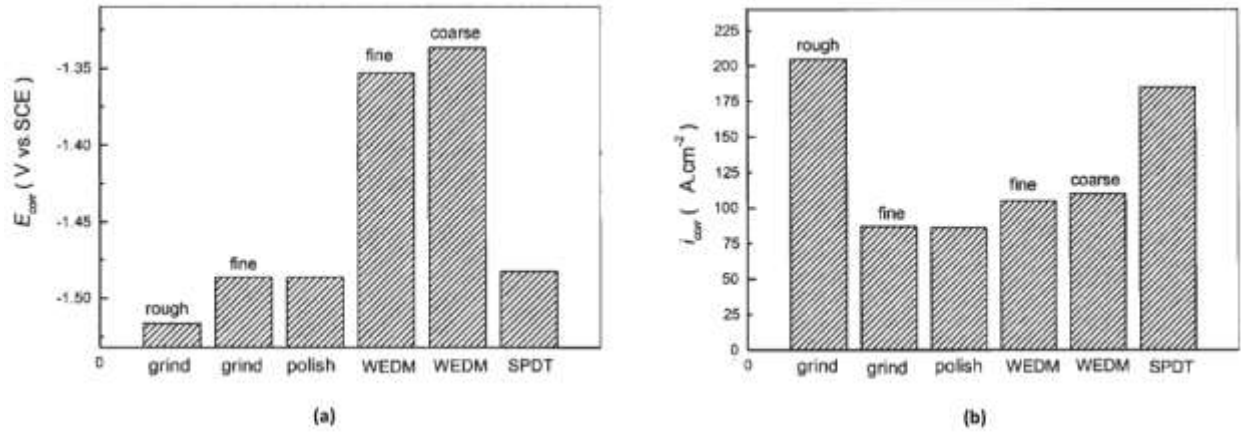 E_corr ( V vs.SCE )
-1.35
-1.40
-1.45
-1.50
0
rough
fine
fine
coarse
grind
grind
polish
WEDM
WEDM
SPDT
(a)
i_corr ( A.cm-2 )
225
200
175
150
125
100
75
50
25
0
0
rough
fine
fine
coarse
grind
grind
polish
WEDM
WEDM
SPDT
(b)